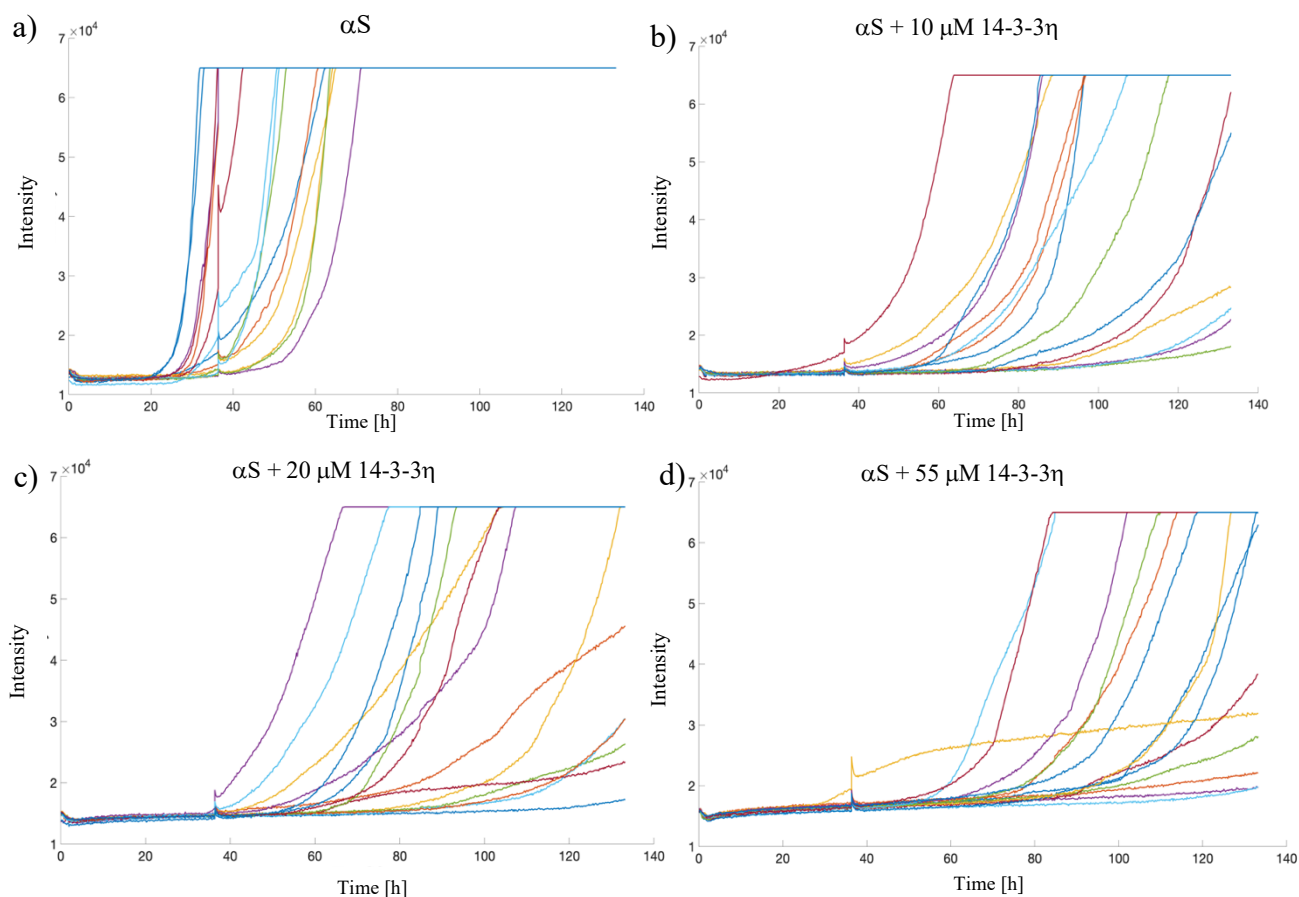 a)
αS
×10⁴
7
6
5
4
3
2
1
Intensity
0 20 40 60 80 100 120 140
Time [h]
b)
αS + 10 μM 14-3-3η
×10⁴
7
6
5
4
3
2
1
Intensity
0 20 40 60 80 100 120 140
Time [h]
c)
αS + 20 μM 14-3-3η
×10⁴
7
6
5
4
3
2
1
Intensity
0 20 40 60 80 100 120 140
Time [h]
d)
αS + 55 μM 14-3-3η
×10⁴
7
6
5
4
3
2
1
Intensity
0 20 40 60 80 100 120 140
Time [h]